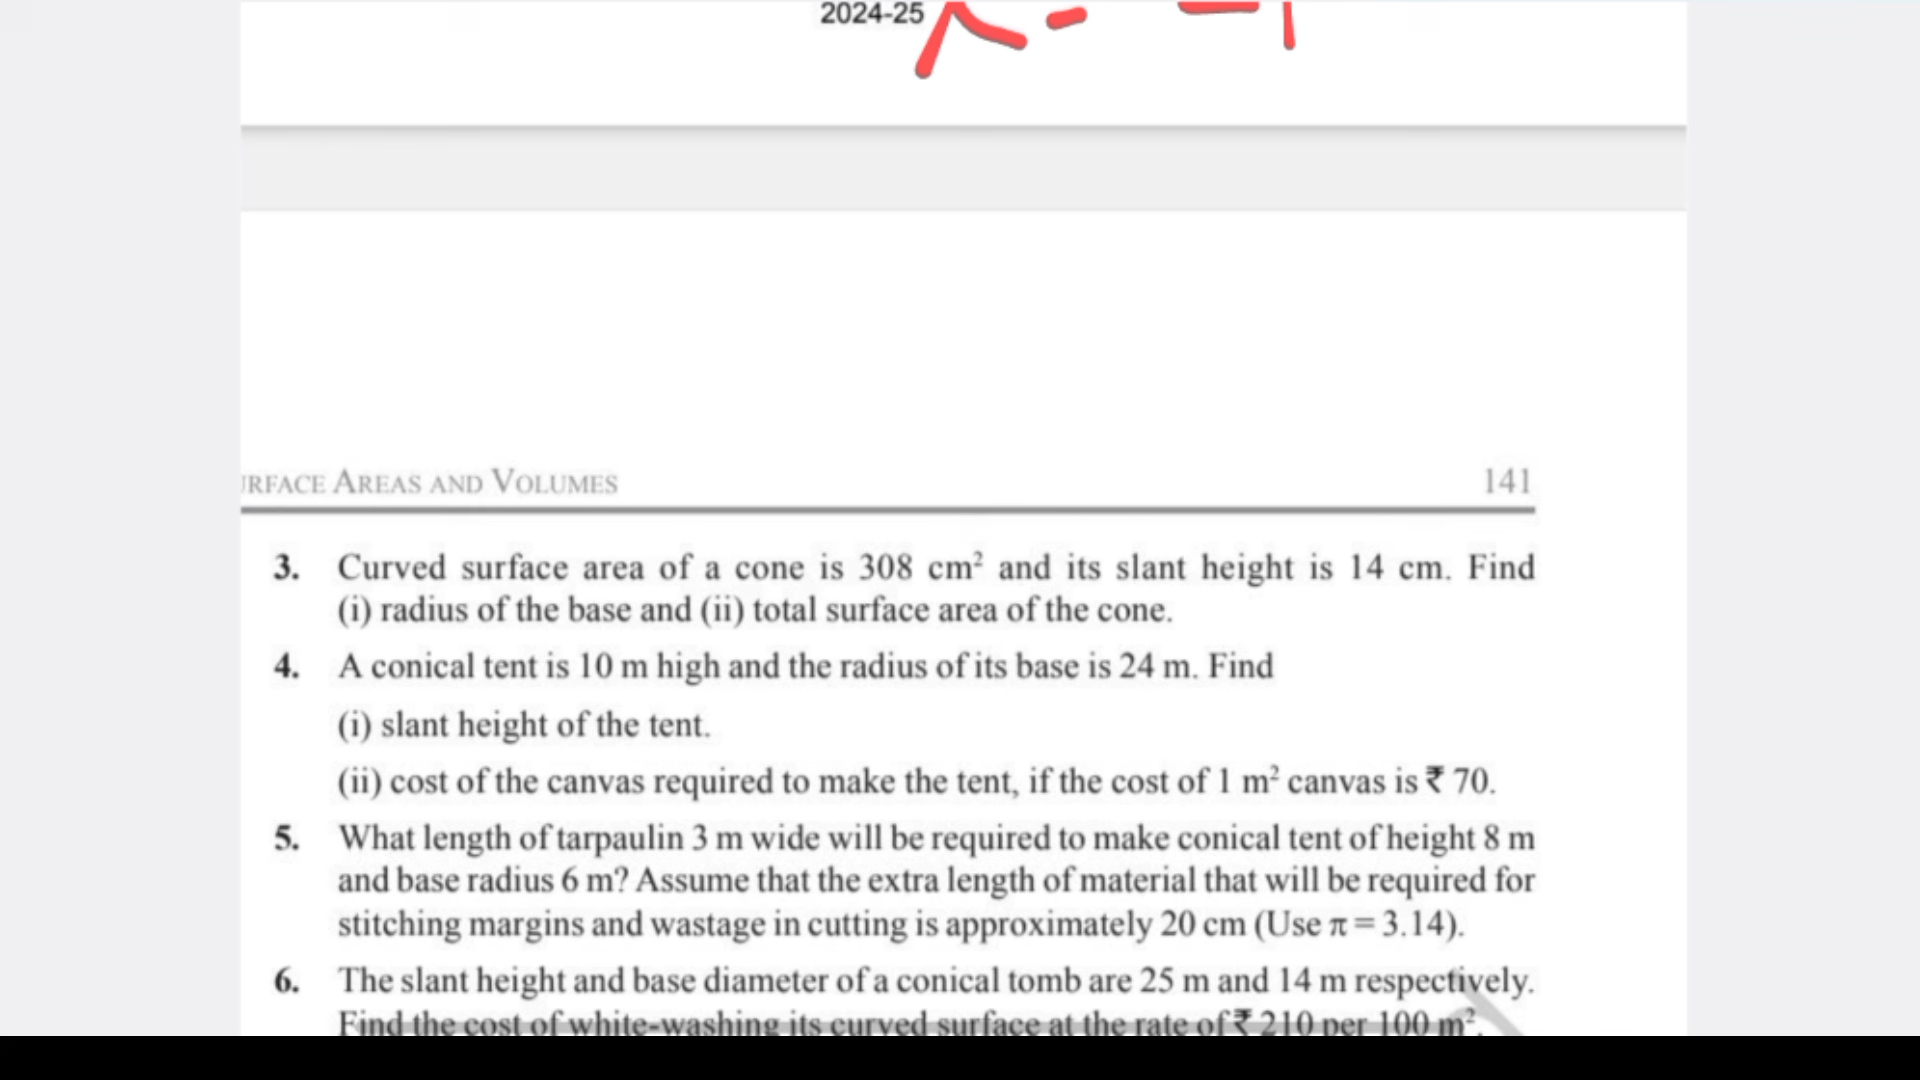 2024-25
RFACE AREAS AND VOLUMES 141
3. Curved surface area of a cone is 308 cm² and its slant height is 14 cm. Find
(i) radius of the base and (ii) total surface area of the cone.
4. A conical tent is 10 m high and the radius of its base is 24 m. Find
(i) slant height of the tent.
(ii) cost of the canvas required to make the tent, if the cost of 1 m² canvas is ₹ 70.
5. What length of tarpaulin 3 m wide will be required to make conical tent of height 8 m
and base radius 6 m? Assume that the extra length of material that will be required for
stitching margins and wastage in cutting is approximately 20 cm (Use π = 3.14).
6. The slant height and base diameter of a conical tomb are 25 m and 14 m respectively.
Find the cost of white-washing its curved surface at the rate of ₹ 210 per 100 m².